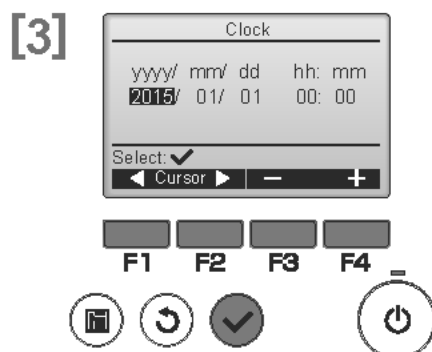 [3]
Clock
yyyy/ mm/ dd hh: mm
2015/ 01/ 01 00: 00
Select:✔
◀ Cursor ▶ − +
F1 F2 F3 F4